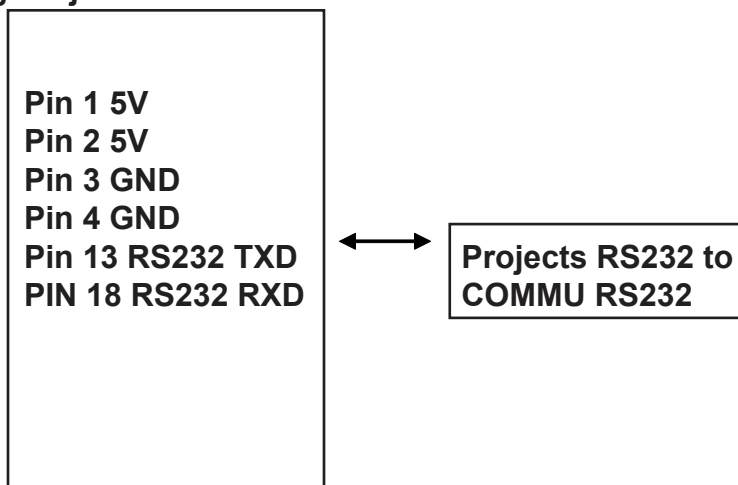 Pin 1 5V
Pin 2 5V
Pin 3 GND
Pin 4 GND
Pin 13 RS232 TXD
PIN 18 RS232 RXD
Projects RS232 to
COMMU RS232